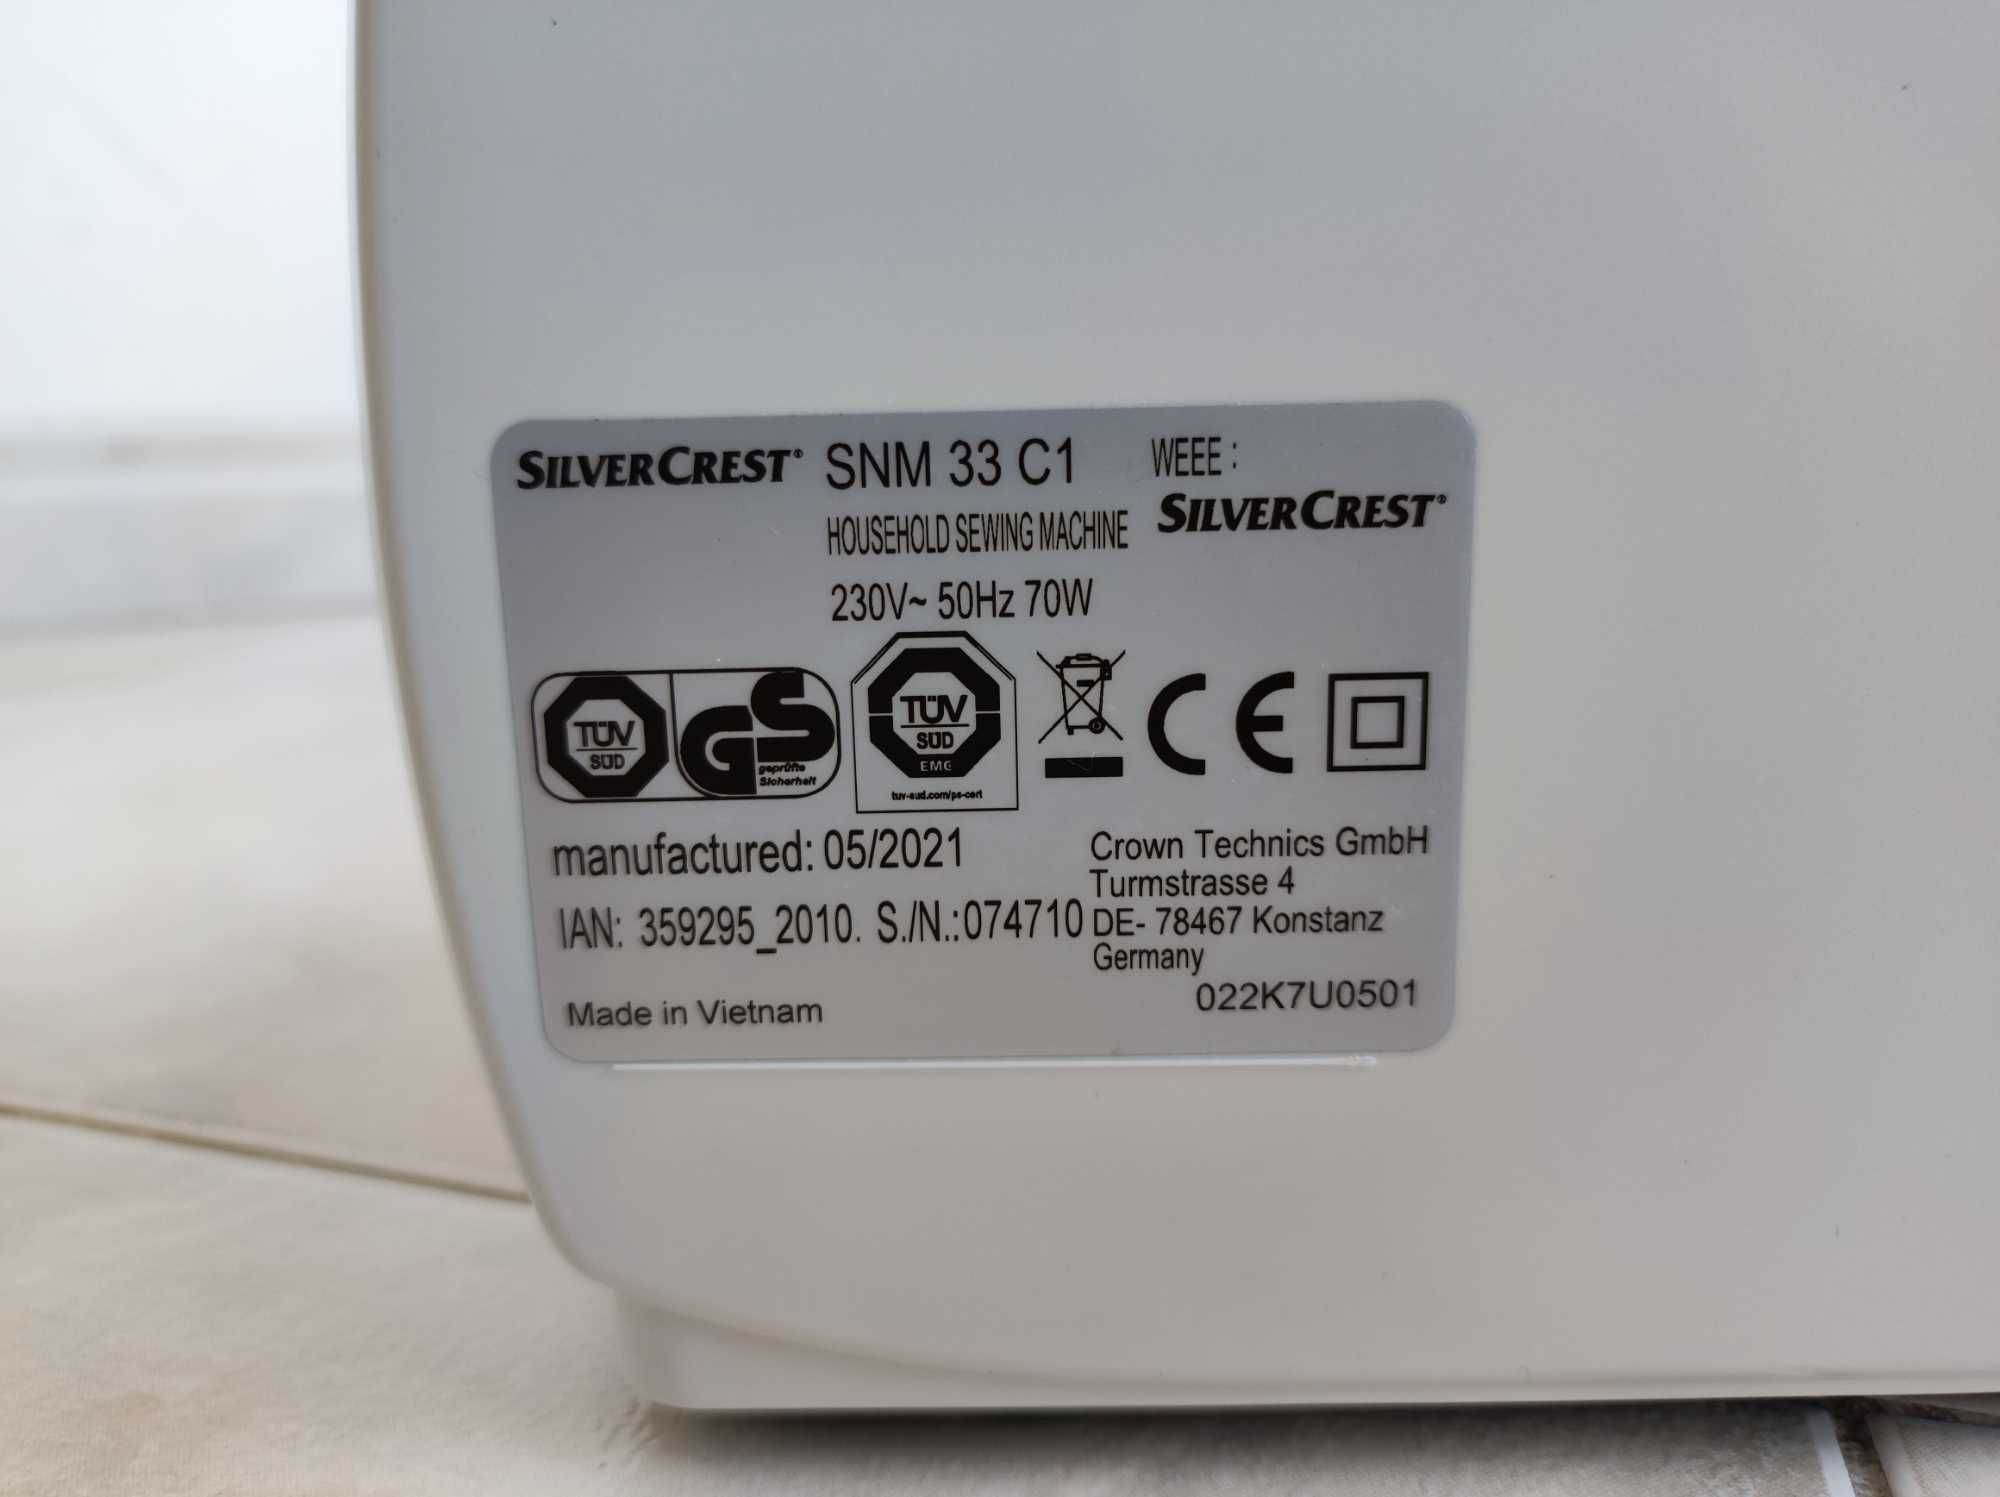 SILVERCREST® SNM 33 C1 WEEE :
HOUSEHOLD SEWING MACHINE SILVERCREST®
230V~ 50Hz 70W
TÜV
SÜD
GS
geprüfte
Sicherheit
TÜV
SÜD
EMC
tuv-sud.com/ps-cert
CE
manufactured: 05/2021
IAN: 359295_2010. S./N.:074710
Made in Vietnam
Crown Technics GmbH
Turmstrasse 4
DE- 78467 Konstanz
Germany
022K7U0501